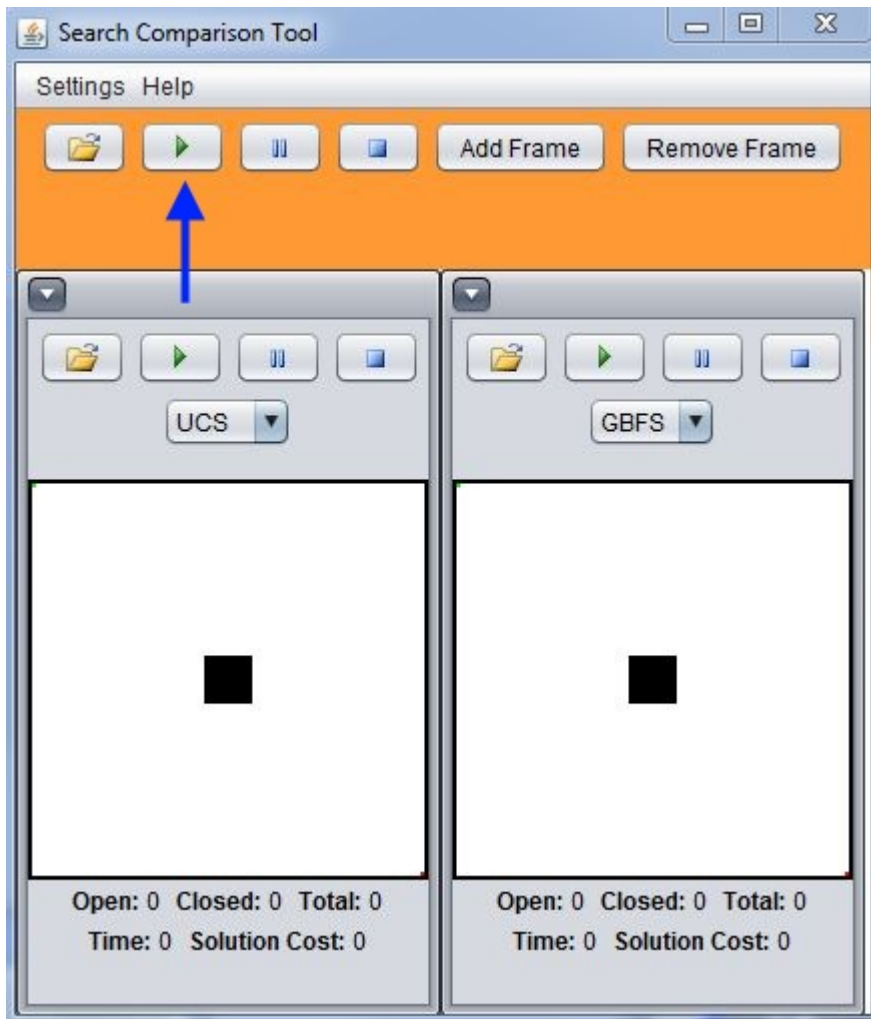 Search Comparison Tool
Settings Help
Add Frame Remove Frame
UCS GBFS
Open: 0 Closed: 0 Total: 0 Open: 0 Closed: 0 Total: 0
Time: 0 Solution Cost: 0 Time: 0 Solution Cost: 0